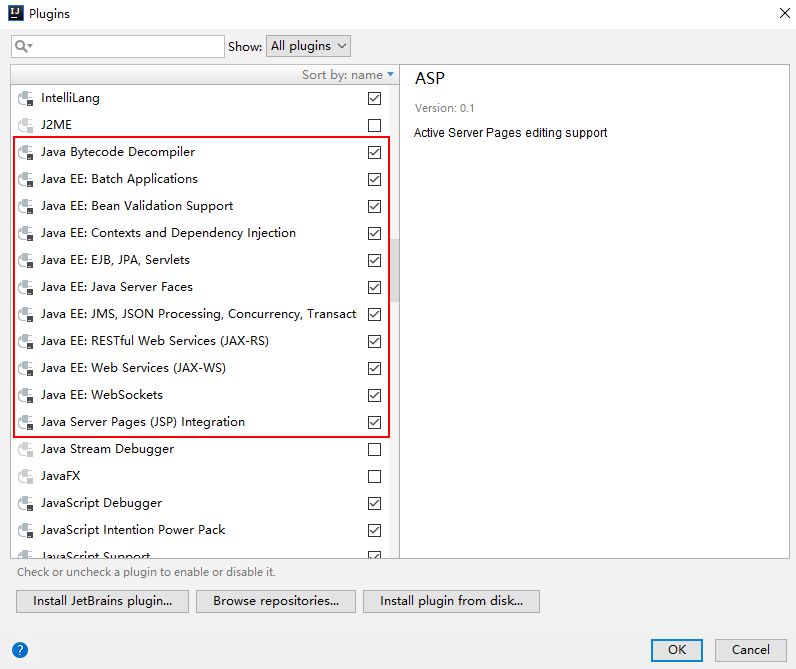 IJ Plugins
Show: All plugins
Sort by: name
IntelliLang
J2ME
Java Bytecode Decompiler
Java EE: Batch Applications
Java EE: Bean Validation Support
Java EE: Contexts and Dependency Injection
Java EE: EJB, JPA, Servlets
Java EE: Java Server Faces
Java EE: JMS, JSON Processing, Concurrency, Transacti
Java EE: RESTful Web Services (JAX-RS)
Java EE: Web Services (JAX-WS)
Java EE: WebSockets
Java Server Pages (JSP) Integration
Java Stream Debugger
JavaFX
JavaScript Debugger
JavaScript Intention Power Pack
JavaScript Support
ASP
Version: 0.1
Active Server Pages editing support
Check or uncheck a plugin to enable or disable it.
Install JetBrains plugin... Browse repositories... Install plugin from disk...
? OK Cancel